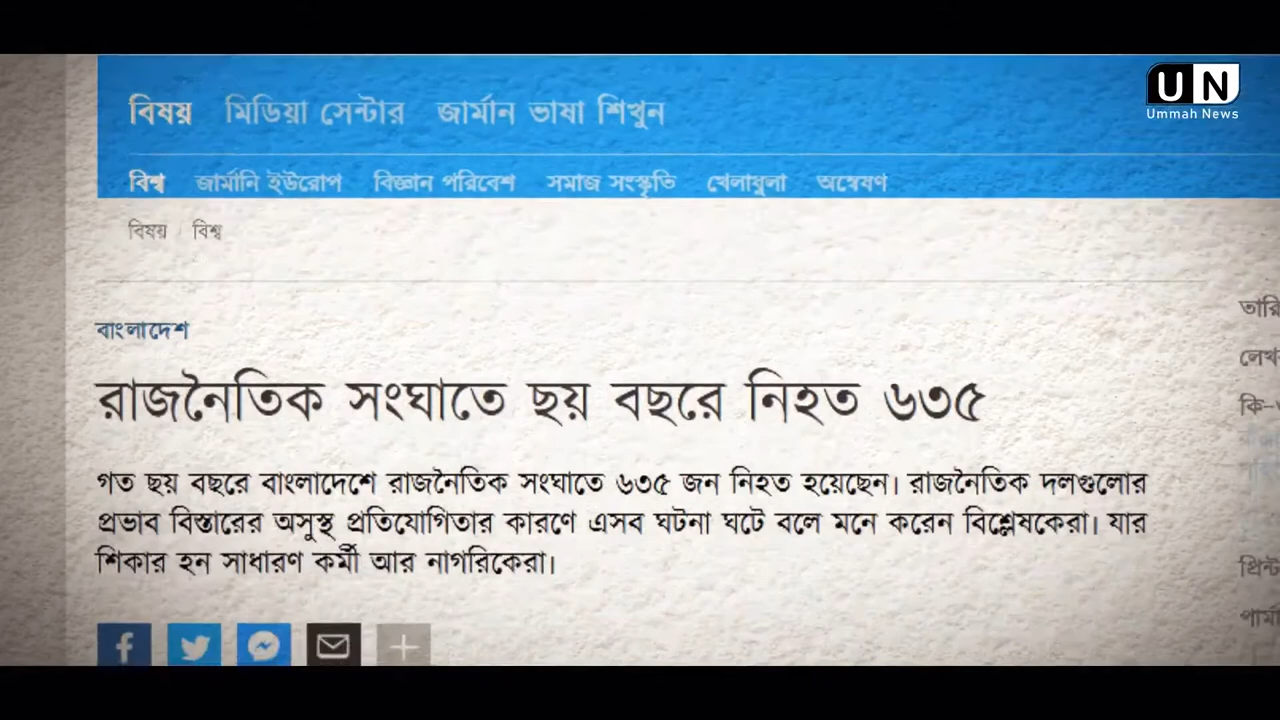 UN
Ummah News
বিষয় মিডিয়া সেন্টার জার্মান ভাষা শিখুন
বিশ্ব জার্মানি ইউরোপ বিজ্ঞান পরিবেশ সমাজ সংস্কৃতি খেলাধুলা অন্বেষণ
বিষয় / বিশ্ব
বাংলাদেশ
রাজনৈতিক সংঘাতে ছয় বছরে নিহত ৬৩৫
গত ছয় বছরে বাংলাদেশে রাজনৈতিক সংঘাতে ৬৩৫ জন নিহত হয়েছেন। রাজনৈতিক দলগুলোর
প্রভাব বিস্তারের অসুস্থ প্রতিযোগিতার কারণে এসব ঘটনা ঘটে বলে মনে করেন বিশ্লেষকেরা। যার
শিকার হন সাধারণ কর্মী আর নাগরিকেরা।